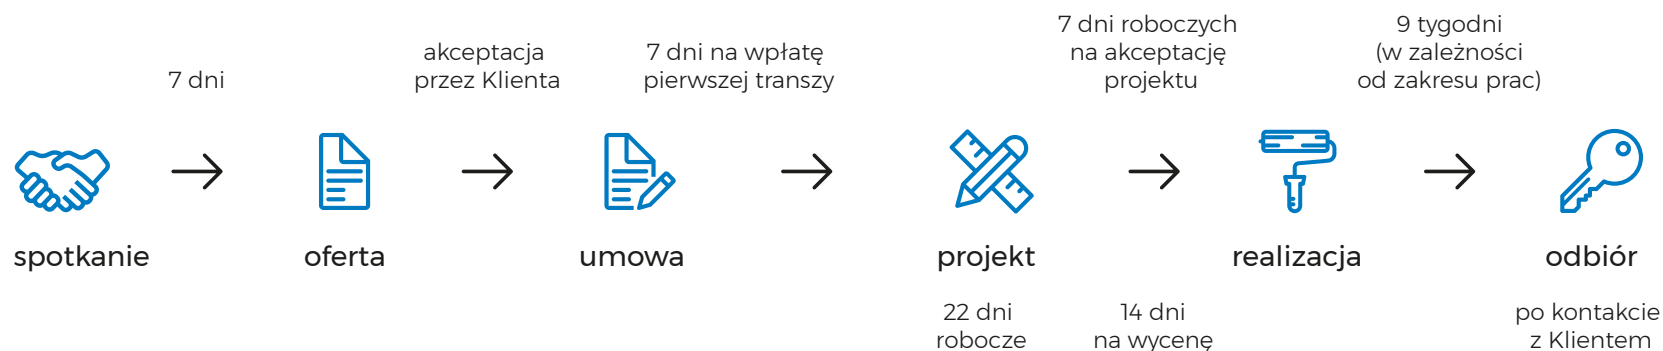 7 dni
akceptacja
przez Klienta
7 dni na wpłatę
pierwszej transzy
7 dni roboczych
na akceptację
projektu
9 tygodni
(w zależności
od zakresu prac)
spotkanie
oferta
umowa
projekt
realizacja
odbiór
22 dni
robocze
14 dni
na wycenę
po kontakcie
z Klientem